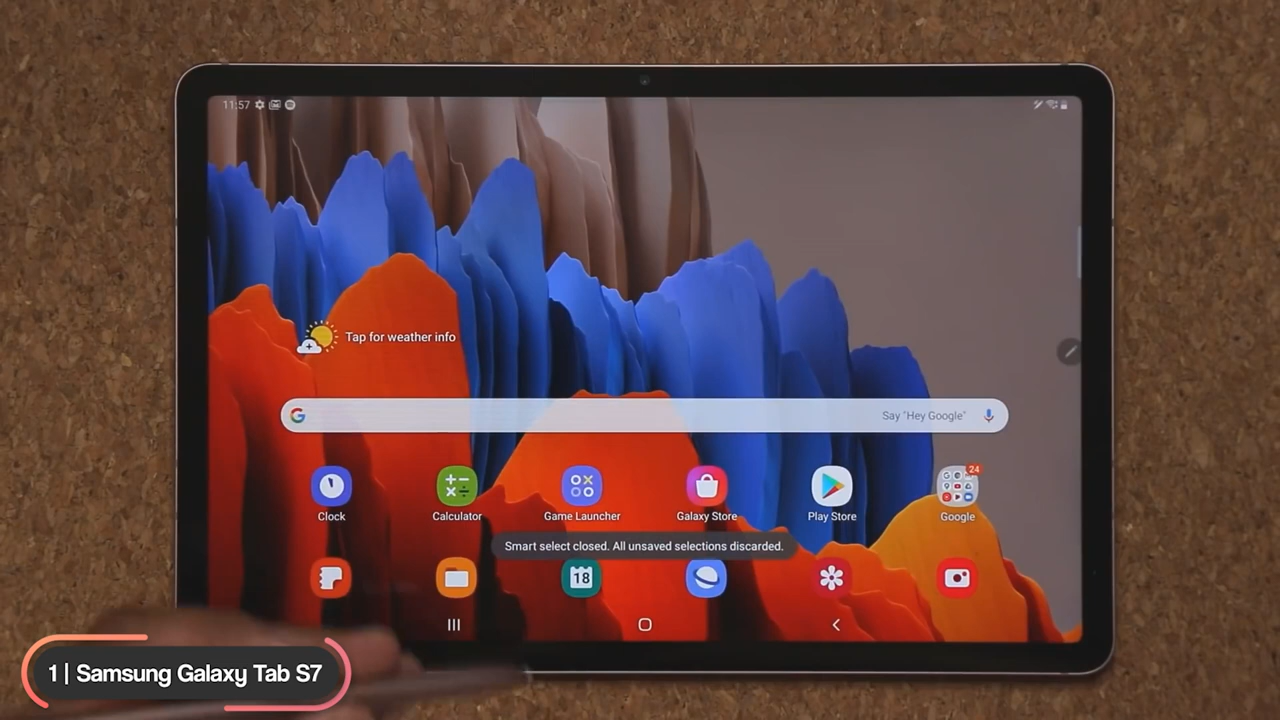 11:57
Tap for weather info
Say "Hey Google"
24
Clock
Calculator
Game Launcher
Galaxy Store
Play Store
Google
Smart select closed. All unsaved selections discarded.
18
1 | Samsung Galaxy Tab S7